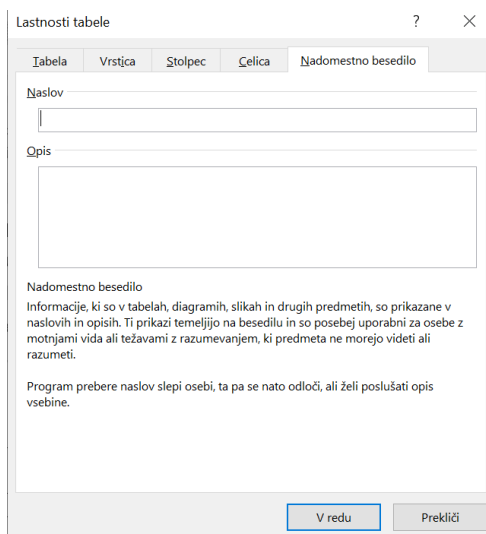 Lastnosti tabele ? ×
Tabela Vrstica Stolpec Celica Nadomestno besedilo
Naslov
Opis
Nadomestno besedilo
Informacije, ki so v tabelah, diagramih, slikah in drugih predmetih, so prikazane v
naslovih in opisih. Ti prikazi temeljijo na besedilu in so posebej uporabni za osebe z
motnjami vida ali težavami z razumevanjem, ki predmeta ne morejo videti ali
razumeti.
Program prebere naslov slepi osebi, ta pa se nato odloči, ali želi poslušati opis
vsebine.
V redu Prekliči